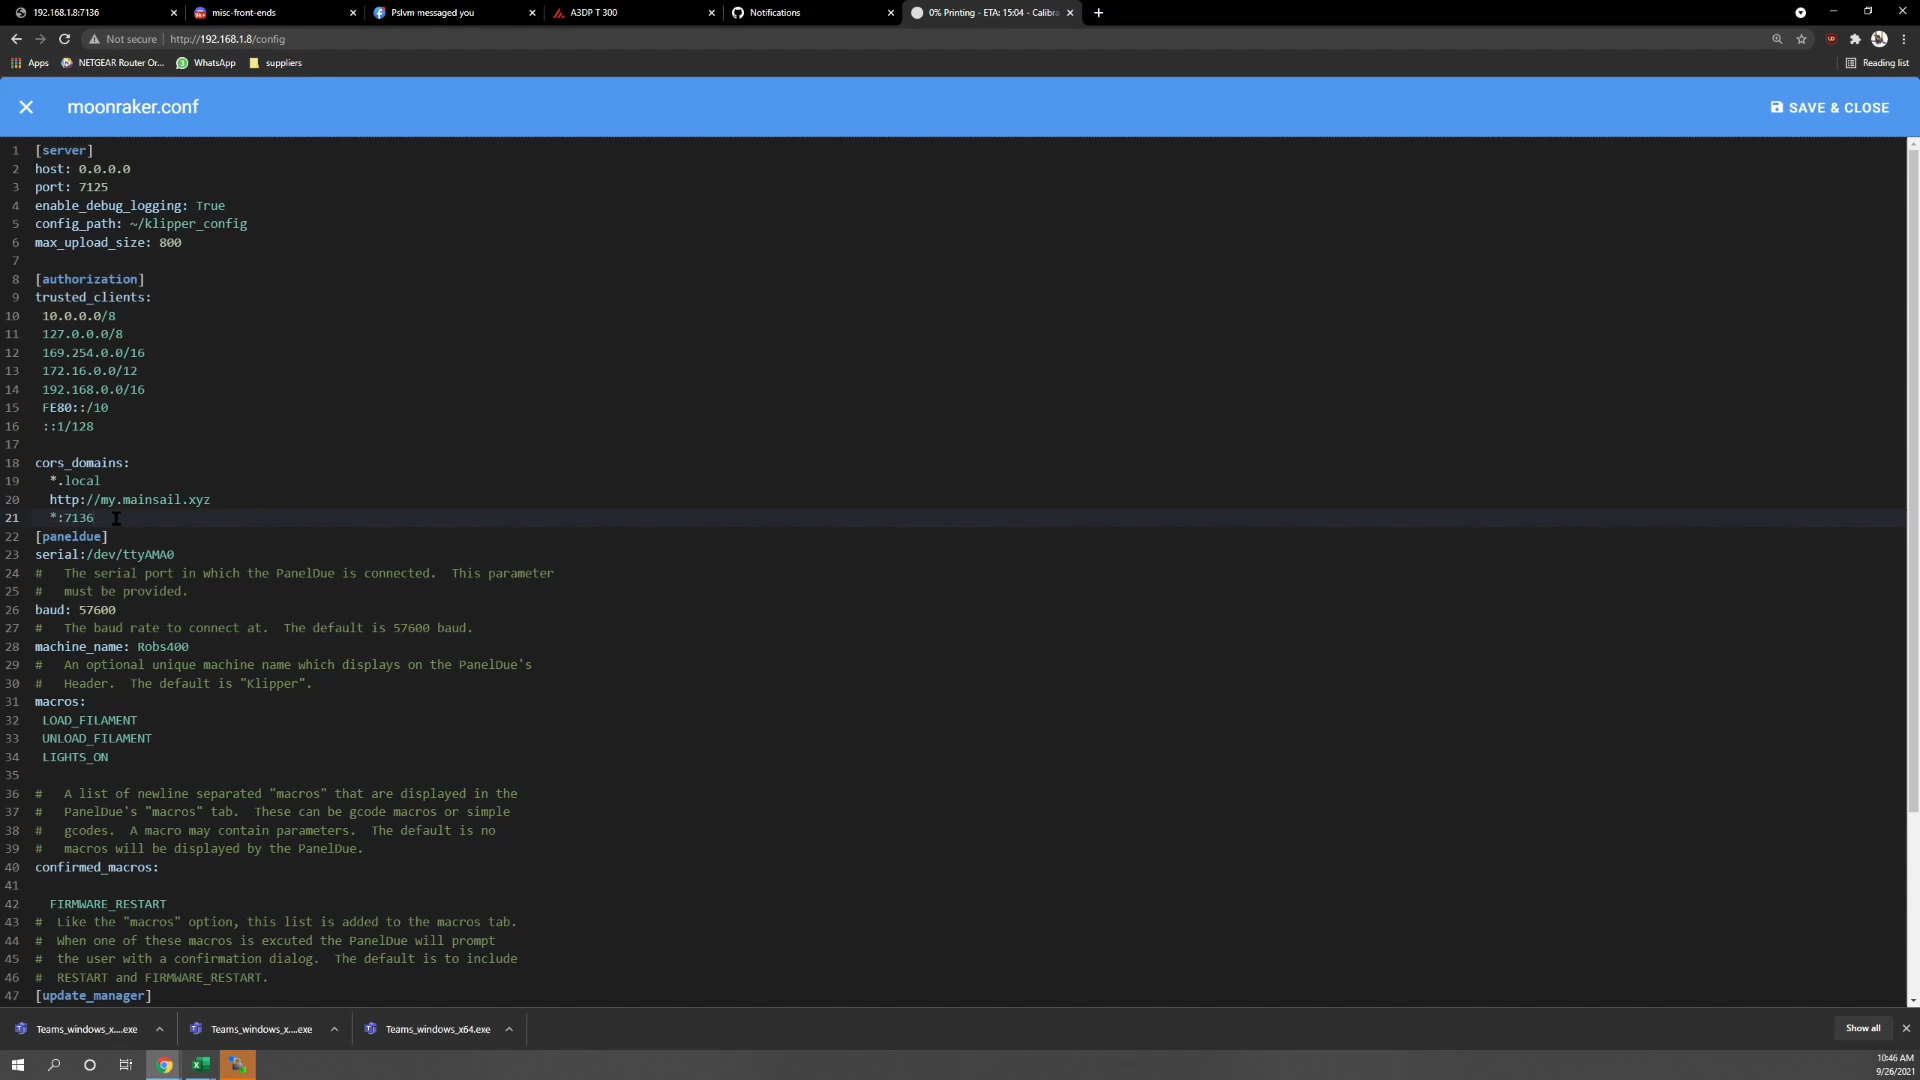 192.168.1.8:7136
misc-front-ends
Pslvm messaged you
A3DP T 300
Notifications
0% Printing - ETA: 15:04 - Calibra
Not secure http://192.168.1.8/config
Apps NETGEAR Router Or... WhatsApp suppliers Reading list
moonraker.conf
SAVE & CLOSE
1 [server]
2 host: 0.0.0.0
3 port: 7125
4 enable_debug_logging: True
5 config_path: ~/klipper_config
6 max_upload_size: 800
7
8 [authorization]
9 trusted_clients:
10 10.0.0.0/8
11 127.0.0.0/8
12 169.254.0.0/16
13 172.16.0.0/12
14 192.168.0.0/16
15 FE80::/10
16 ::1/128
17
18 cors_domains:
19 *.local
20 http://my.mainsail.xyz
21 *:7136
22 [paneldue]
23 serial:/dev/ttyAMA0
24 # The serial port in which the PanelDue is connected. This parameter
25 # must be provided.
26 baud: 57600
27 # The baud rate to connect at. The default is 57600 baud.
28 machine_name: Robs400
29 # An optional unique machine name which displays on the PanelDue's
30 # Header. The default is "Klipper".
31 macros:
32 LOAD_FILAMENT
33 UNLOAD_FILAMENT
34 LIGHTS_ON
35
36 # A list of newline separated "macros" that are displayed in the
37 # PanelDue's "macros" tab. These can be gcode macros or simple
38 # gcodes. A macro may contain parameters. The default is no
39 # macros will be displayed by the PanelDue.
40 confirmed_macros:
41
42 FIRMWARE_RESTART
43 # Like the "macros" option, this list is added to the macros tab.
44 # When one of these macros is excuted the PanelDue will prompt
45 # the user with a confirmation dialog. The default is to include
46 # RESTART and FIRMWARE_RESTART.
47 [update_manager]
Teams_windows_x....exe
Teams_windows_x....exe
Teams_windows_x64.exe
Show all
10:46 AM
9/26/2021